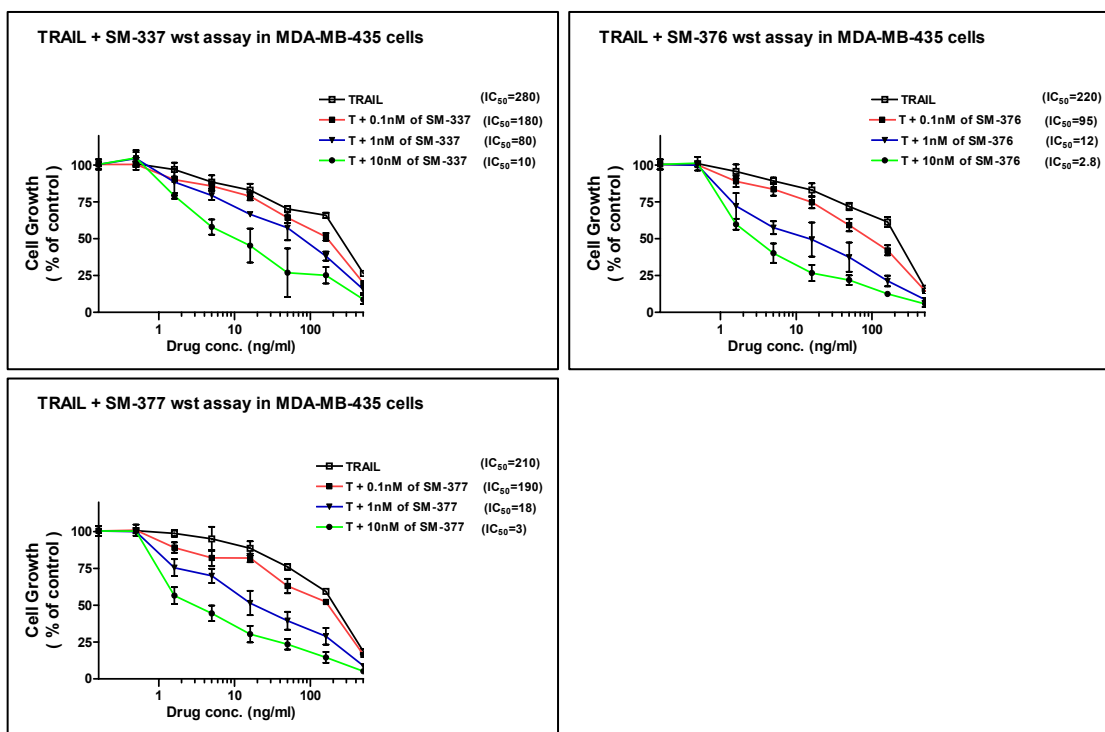 TRAIL + SM-337 wst assay in MDA-MB-435 cells
TRAIL (IC50=280)
T + 0.1nM of SM-337 (IC50=180)
T + 1nM of SM-337 (IC50=80)
T + 10nM of SM-337 (IC50=10)
100
75
50
25
0
Cell Growth
( % of control)
1 10 100
Drug conc. (ng/ml)
TRAIL + SM-376 wst assay in MDA-MB-435 cells
TRAIL (IC50=220)
T + 0.1nM of SM-376 (IC50=95)
T + 1nM of SM-376 (IC50=12)
T + 10nM of SM-376 (IC50=2.8)
100
75
50
25
0
Cell Growth
( % of control)
1 10 100
Drug conc. (ng/ml)
TRAIL + SM-377 wst assay in MDA-MB-435 cells
TRAIL (IC50=210)
T + 0.1nM of SM-377 (IC50=190)
T + 1nM of SM-377 (IC50=18)
T + 10nM of SM-377 (IC50=3)
100
75
50
25
0
Cell Growth
( % of control)
1 10 100
Drug conc. (ng/ml)